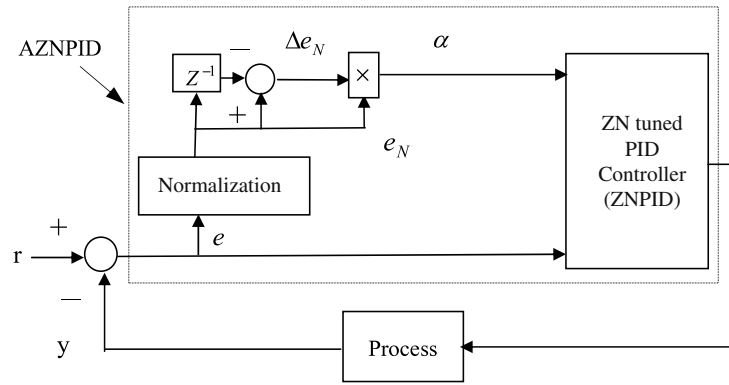 AZNPID
−
Δe_N
α
Z⁻¹
×
+
e_N
ZN tuned
PID
Controller
(ZNPID)
Normalization
+
e
r
−
y
Process